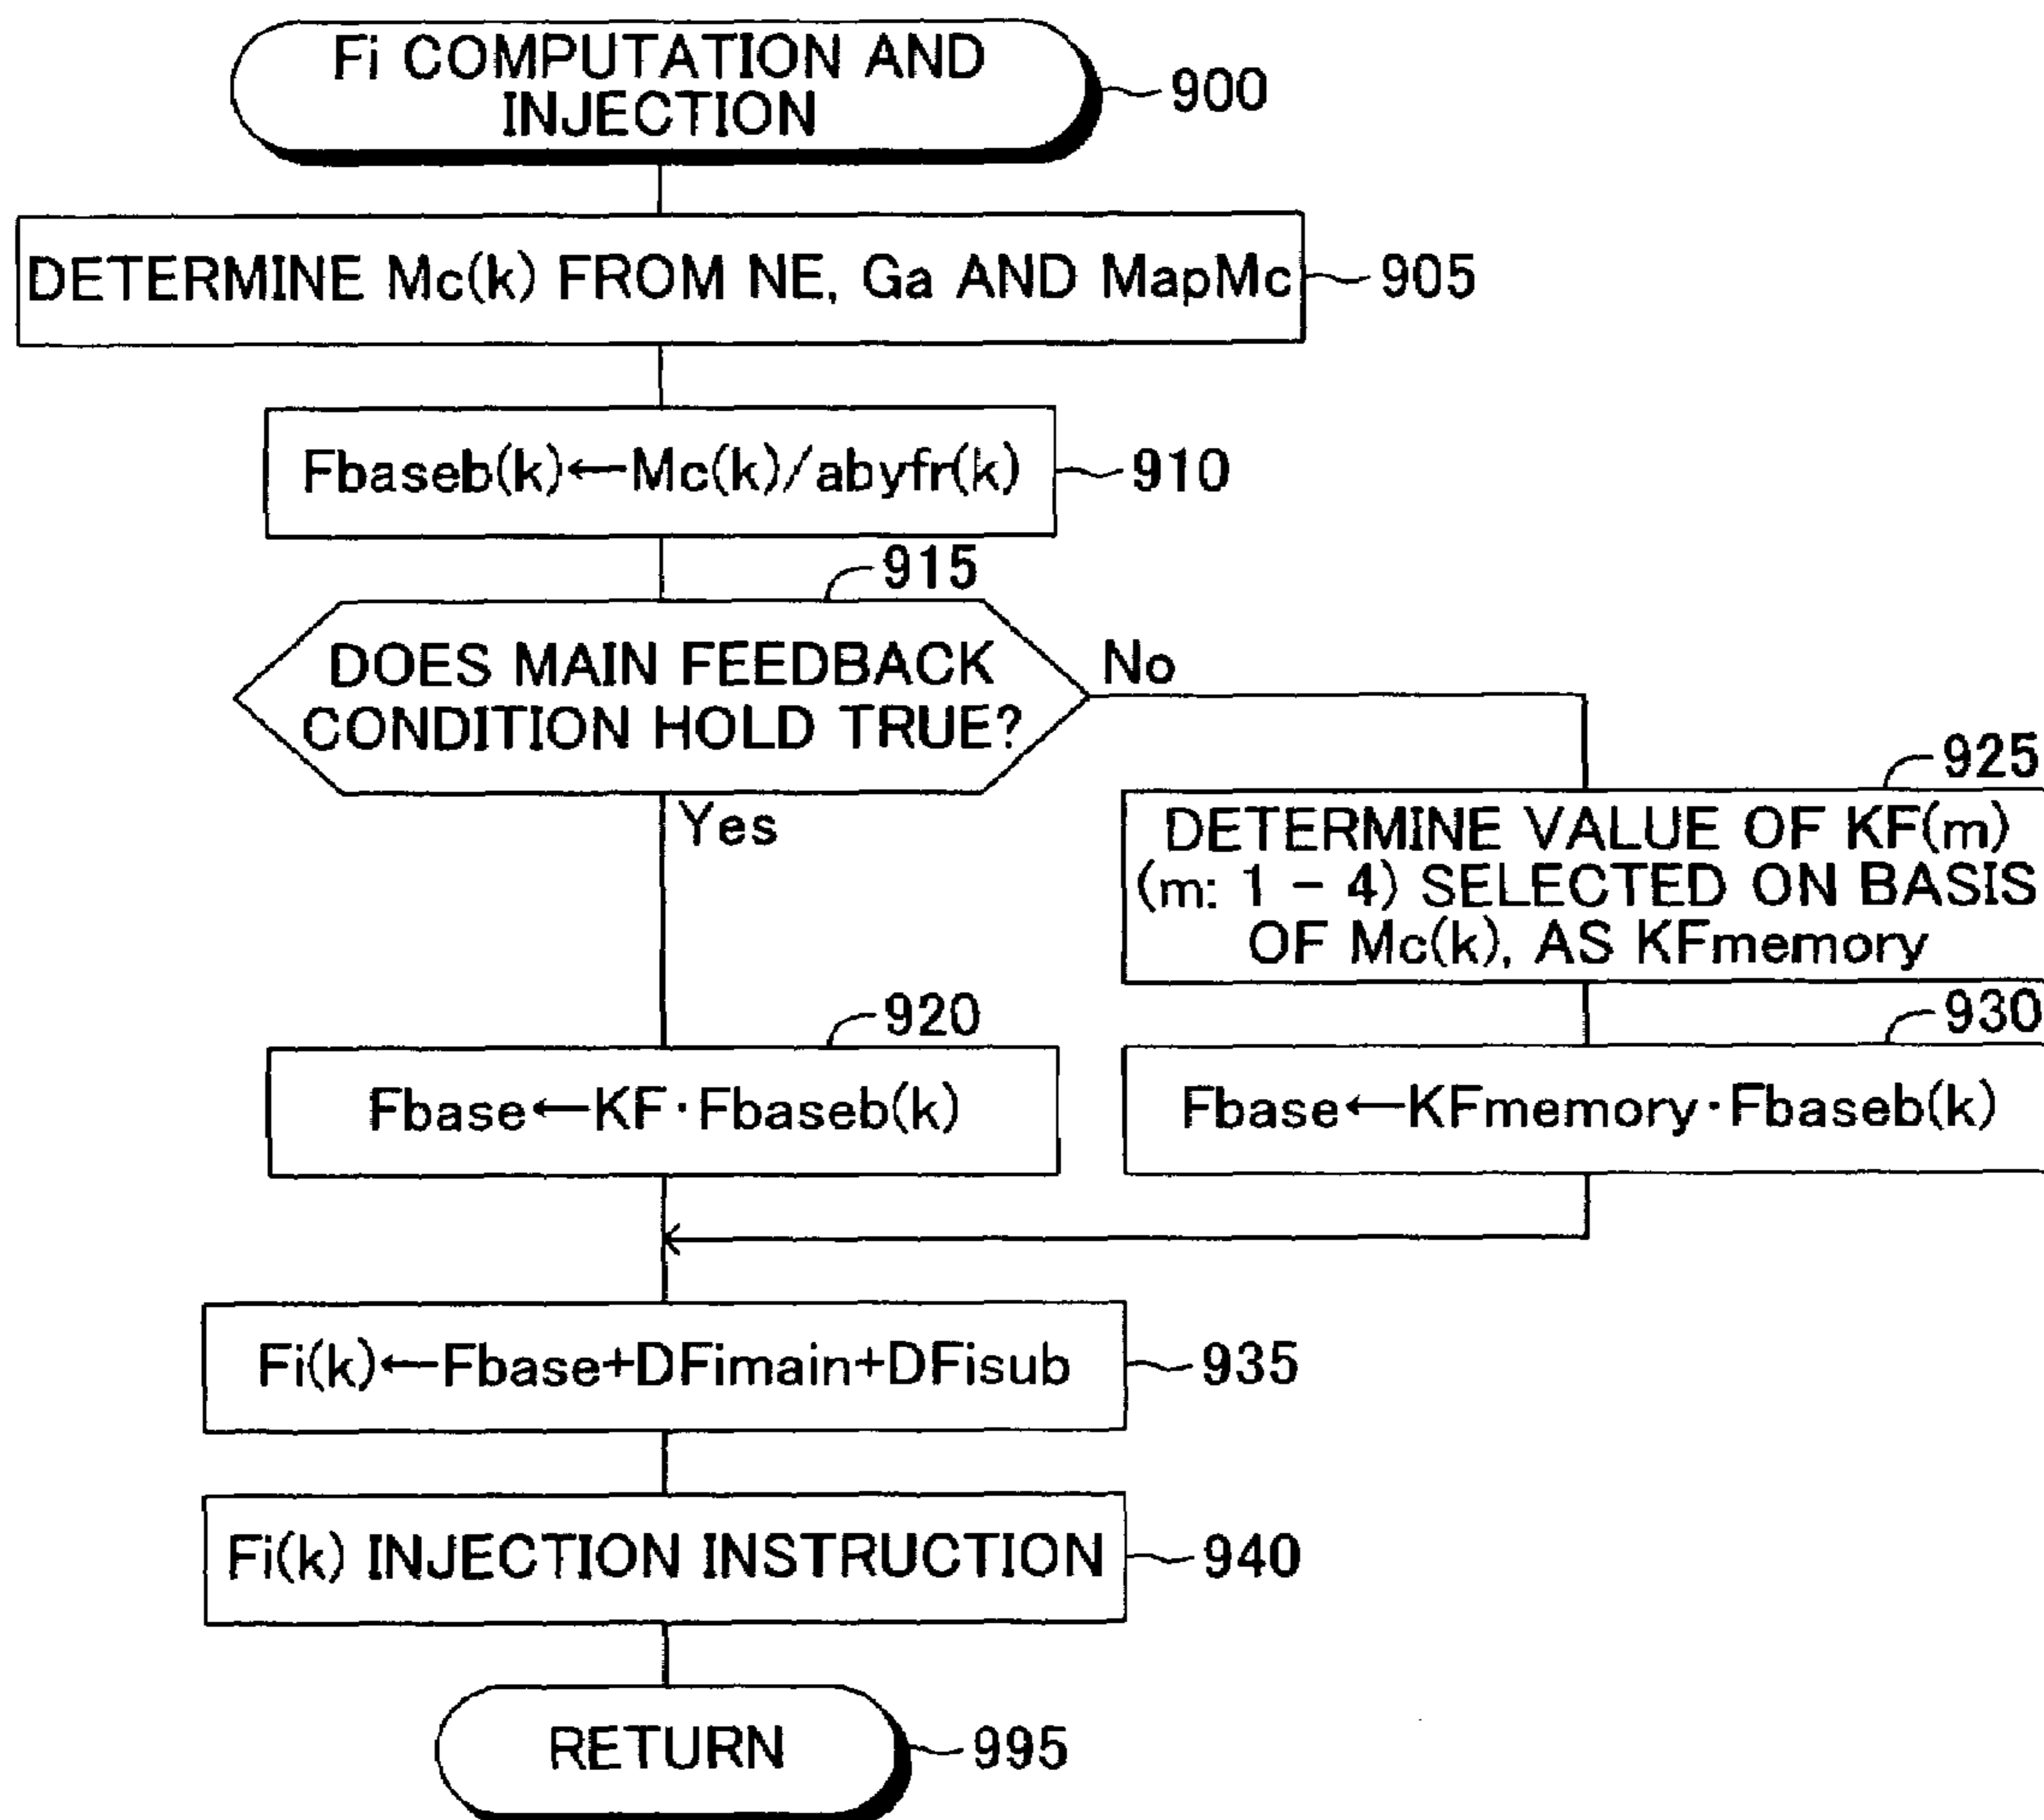 Fi COMPUTATION AND
INJECTION
900
DETERMINE Mc(k) FROM NE, Ga AND MapMc
905
Fbaseb(k)←Mc(k)/abyfr(k)
910
915
DOES MAIN FEEDBACK
CONDITION HOLD TRUE?
No
Yes
925
DETERMINE VALUE OF KF(m)
(m: 1 – 4) SELECTED ON BASIS
OF Mc(k), AS KFmemory
920
Fbase←KF·Fbaseb(k)
930
Fbase←KFmemory·Fbaseb(k)
Fi(k)←Fbase+DFimain+DFisub
935
Fi(k) INJECTION INSTRUCTION
940
RETURN
995